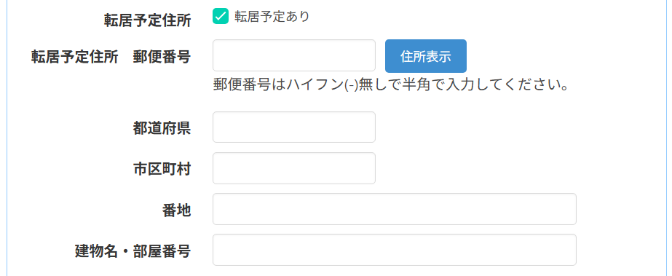 転居予定住所 転居予定あり
転居予定住所　郵便番号 住所表示
郵便番号はハイフン(-)無しで半角で入力してください。
都道府県
市区町村
番地
建物名・部屋番号